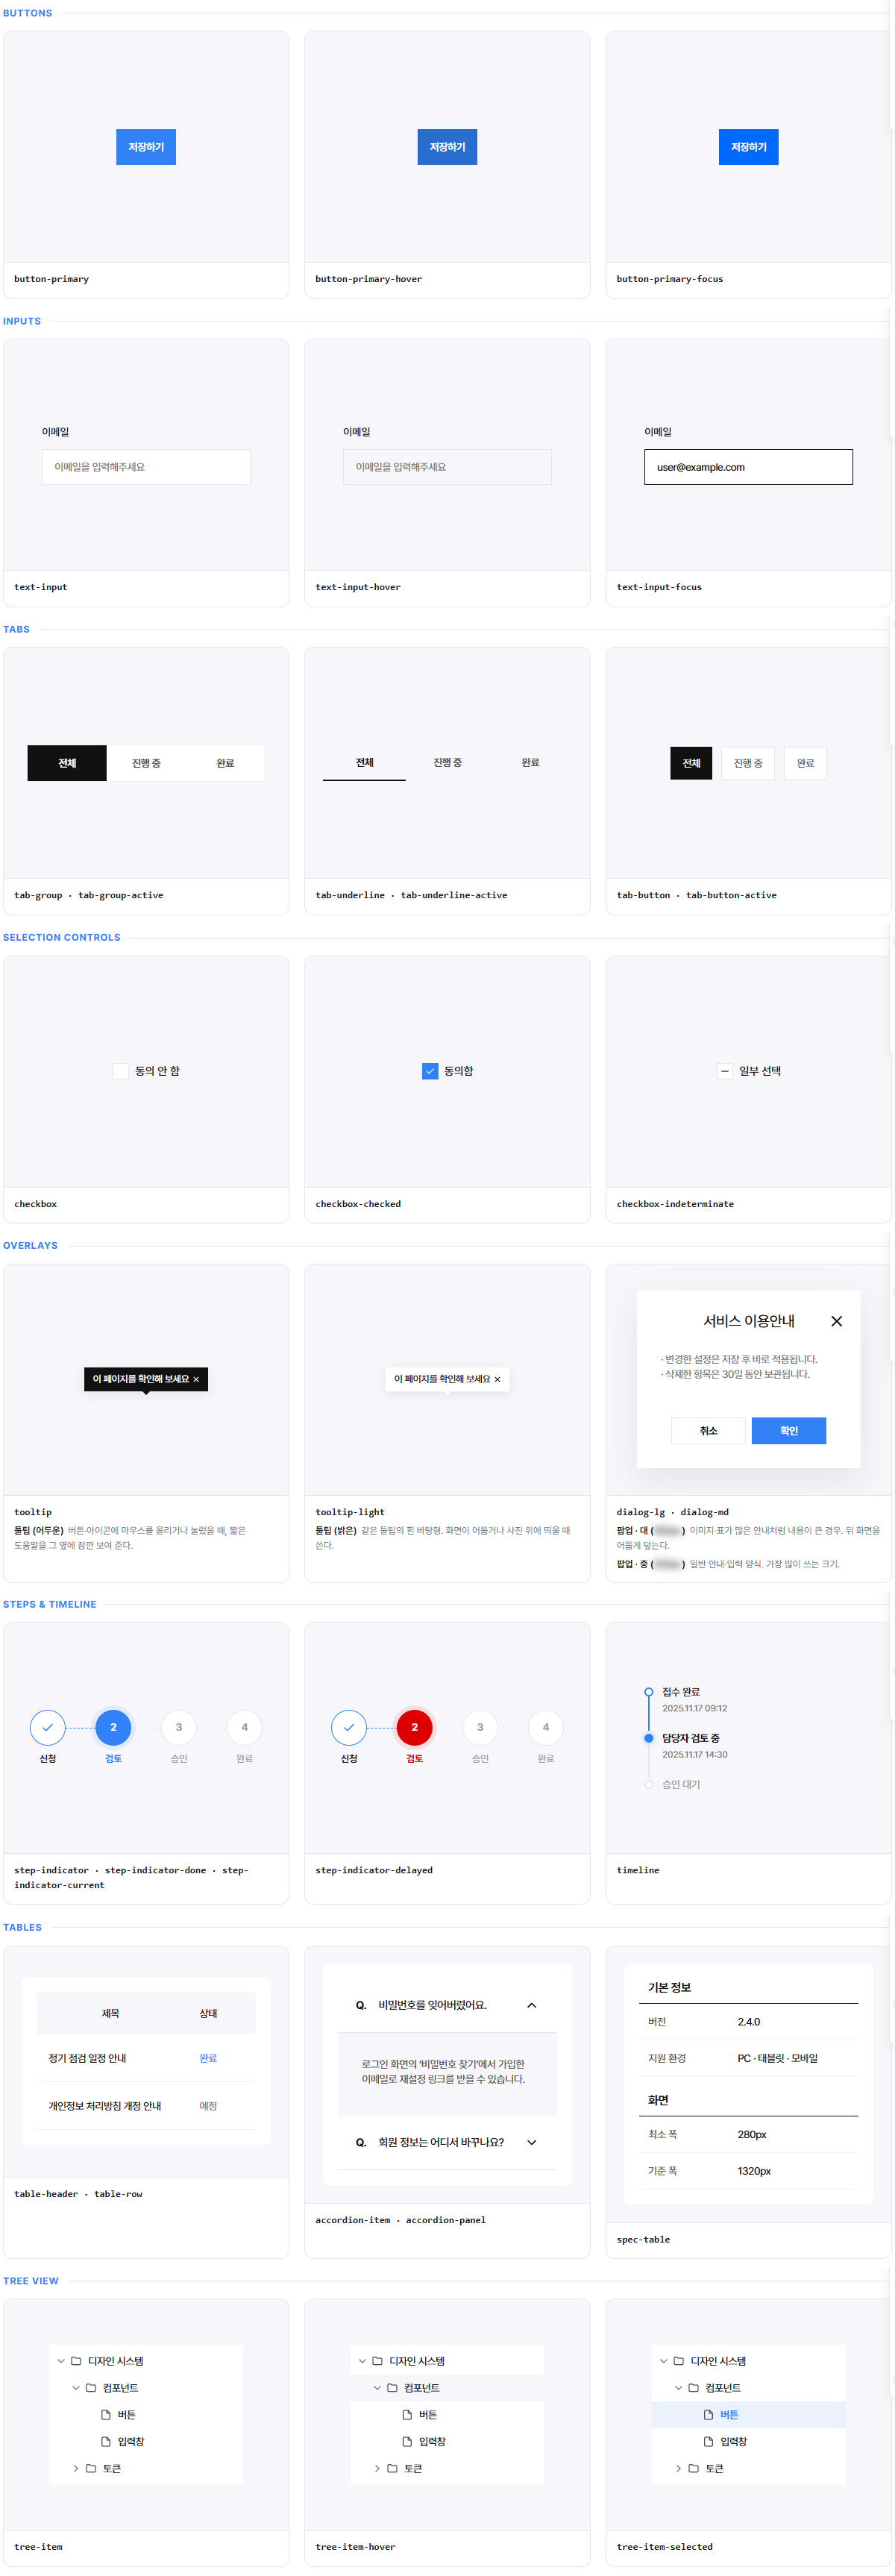 BUTTONS
저장하기
저장하기
저장하기
button-primary
button-primary-hover
button-primary-focus
INPUTS
이메일
이메일을 입력해주세요
이메일
이메일을 입력해주세요
이메일
user@example.com
text-input
text-input-hover
text-input-focus
TABS
전체 진행 중 완료
전체 진행 중 완료
전체 진행 중 완료
tab-group · tab-group-active
tab-underline · tab-underline-active
tab-button · tab-button-active
SELECTION CONTROLS
동의 안 함
동의함
일부 선택
checkbox
checkbox-checked
checkbox-indeterminate
OVERLAYS
이 페이지를 확인해 보세요 ×
이 페이지를 확인해 보세요 ×
서비스 이용안내
· 변경한 설정은 저장 후 바로 적용됩니다.
· 삭제한 항목은 30일 동안 보관됩니다.
취소 확인
tooltip
툴팁 (어두운) 버튼·아이콘에 마우스를 올리거나 눌렀을 때, 짧은
도움말을 그 옆에 잠깐 보여 준다.
tooltip-light
툴팁 (밝은) 같은 툴팁의 흰 바탕형. 화면이 어둡거나 사진 위에 띄울 때
쓴다.
dialog-lg · dialog-md
팝업 · 대 ( ) 이미지·표가 많은 안내처럼 내용이 큰 경우. 뒤 화면을
어둡게 덮는다.
팝업 · 중 ( ) 일반 안내·입력 양식. 가장 많이 쓰는 크기.
STEPS & TIMELINE
2 3 4
신청 검토 승인 완료
2 3 4
신청 검토 승인 완료
접수 완료
2025.11.17 09:12
담당자 검토 중
2025.11.17 14:30
승인 대기
step-indicator · step-indicator-done · step-
indicator-current
step-indicator-delayed
timeline
TABLES
제목 상태
정기 점검 일정 안내 완료
개인정보 처리방침 개정 안내 예정
table-header · table-row
Q. 비밀번호를 잊어버렸어요.
로그인 화면의 '비밀번호 찾기'에서 가입한
이메일로 재설정 링크를 받을 수 있습니다.
Q. 회원 정보는 어디서 바꾸나요?
accordion-item · accordion-panel
기본 정보
버전 2.4.0
지원 환경 PC · 태블릿 · 모바일
화면
최소 폭 280px
기준 폭 1320px
spec-table
TREE VIEW
디자인 시스템
컴포넌트
버튼
입력창
토큰
디자인 시스템
컴포넌트
버튼
입력창
토큰
디자인 시스템
컴포넌트
버튼
입력창
토큰
tree-item
tree-item-hover
tree-item-selected